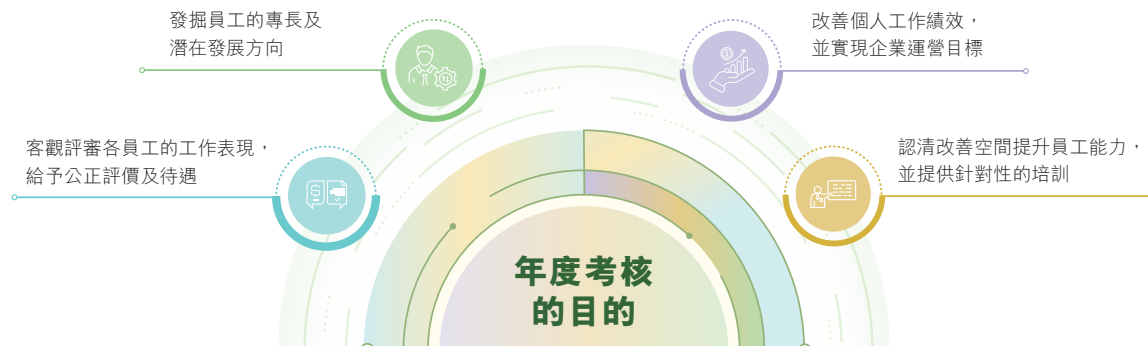 發掘員工的專長及
潛在發展方向
改善個人工作績效，
並實現企業運營目標
客觀評審各員工的工作表現，
給予公正評價及待遇
認清改善空間提升員工能力，
並提供針對性的培訓
年度考核
的目的